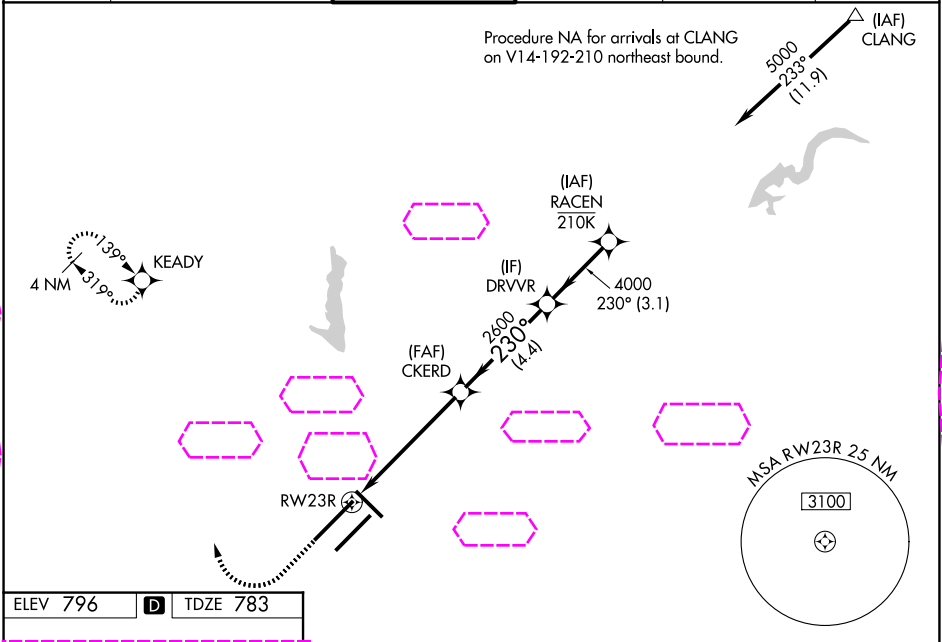 Procedure NA for arrivals at CLANG
on V14-192-210 northeast bound.
(IAF)
CLANG
5000
233°
(11.9)
(IAF)
RACEN
210K
139°
KEADY
4 NM
319°
(IF)
DRVVR
4000
230° (3.1)
2600
230°
(4.4)
(FAF)
CKERD
RW23R
MSA RW23R 25 NM
3100
ELEV 796 D TDZE 783